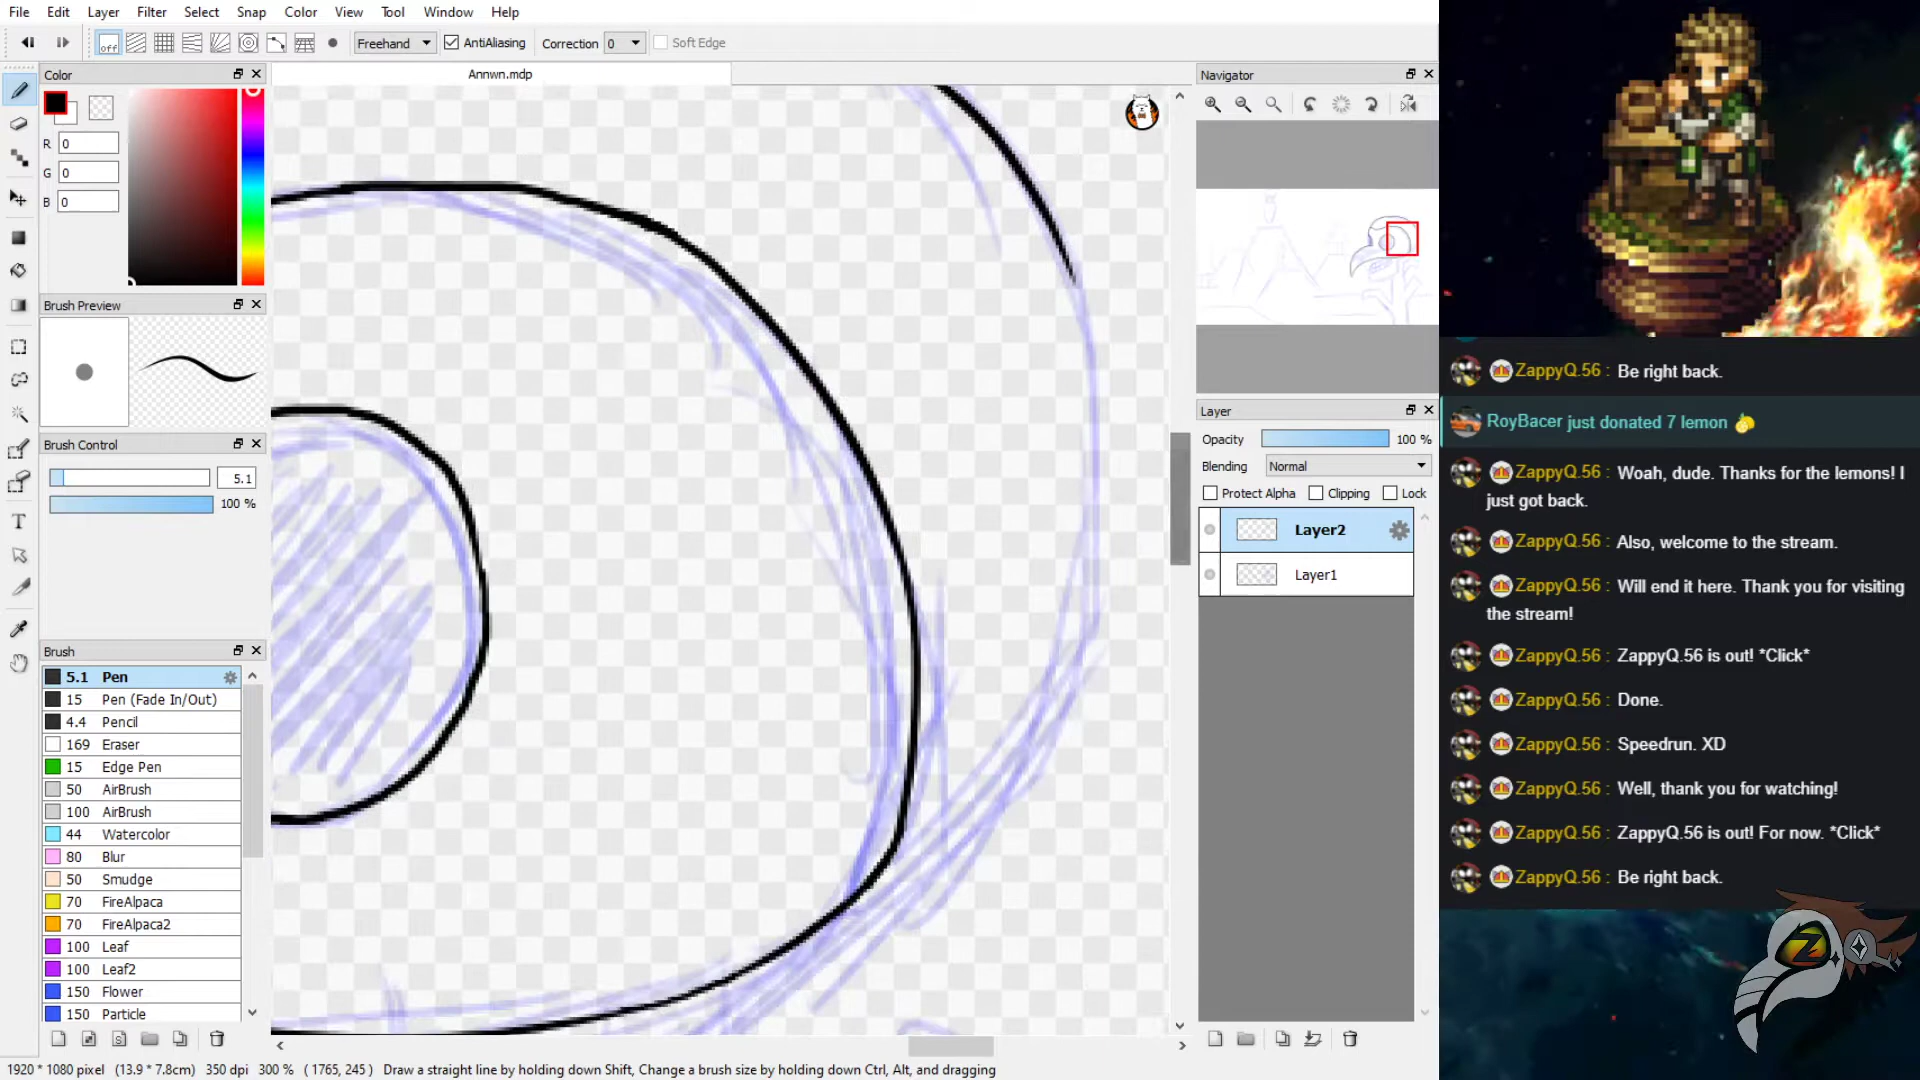 File Edit Layer Filter Select Snap Color View Tool Window Help
off Freehand AntiAliasing Correction 0 Soft Edge
Color
Annwn.mdp
Navigator
R 0
G 0
B 0
Brush Preview
Brush Control
5.1
100 %
Brush
5.1 Pen
15 Pen (Fade In/Out)
4.4 Pencil
169 Eraser
15 Edge Pen
50 AirBrush
100 AirBrush
44 Watercolor
80 Blur
50 Smudge
70 FireAlpaca
70 FireAlpaca2
100 Leaf
100 Leaf2
150 Flower
150 Particle
Layer
Opacity 100 %
Blending Normal
Protect Alpha Clipping Lock
Layer2
Layer1
1920 * 1080 pixel (13.9 * 7.8cm) 350 dpi 300 % ( 1765, 245 ) Draw a straight line by holding down Shift, Change a brush size by holding down Ctrl, Alt, and dragging
ZappyQ.56 : Be right back.
RoyBacer just donated 7 lemon
ZappyQ.56 : Woah, dude. Thanks for the lemons! I
just got back.
ZappyQ.56 : Also, welcome to the stream.
ZappyQ.56 : Will end it here. Thank you for visiting
the stream!
ZappyQ.56 : ZappyQ.56 is out! *Click*
ZappyQ.56 : Done.
ZappyQ.56 : Speedrun. XD
ZappyQ.56 : Well, thank you for watching!
ZappyQ.56 : ZappyQ.56 is out! For now. *Click*
ZappyQ.56 : Be right back.
Z